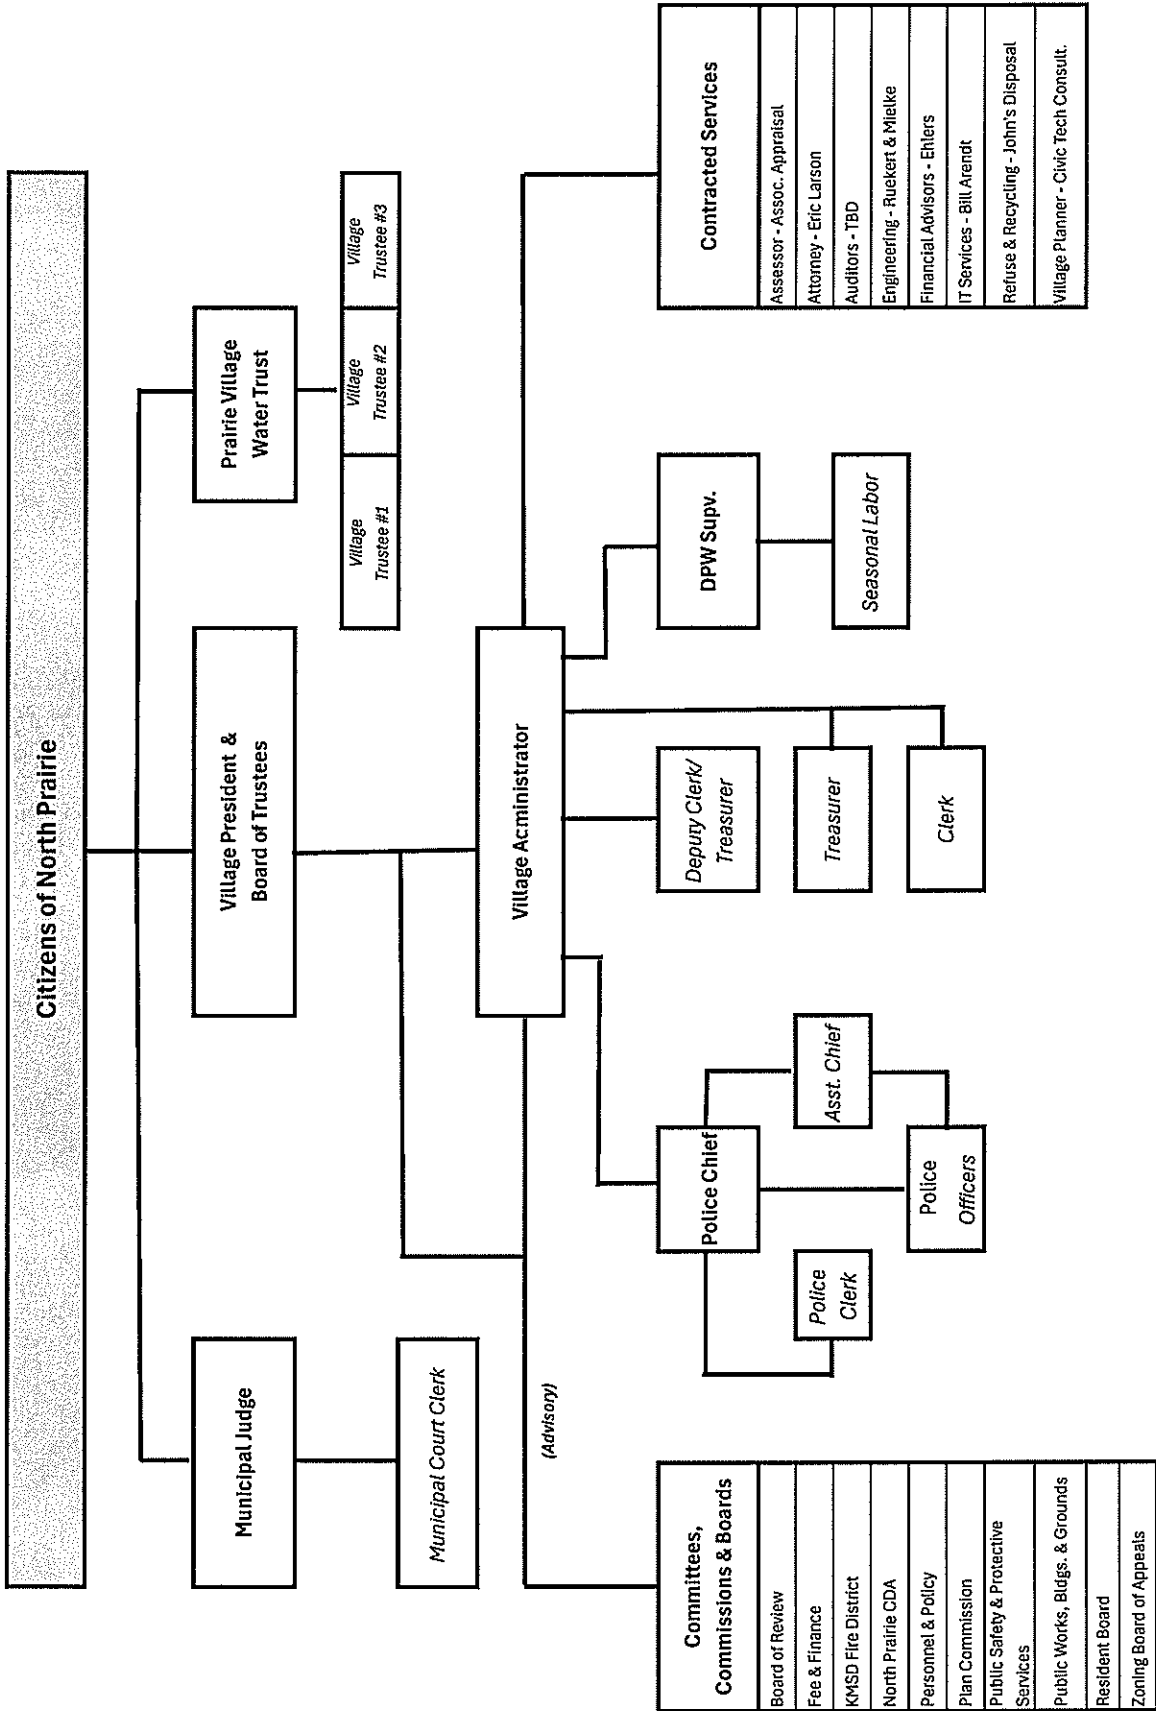 Citizens of North Prairie
Municipal Judge
Village President &
Board of Trustees
Prairie Village
Water Trust
Municipal Court Clerk
Village
Trustee #1
Village
Trustee #2
Village
Trustee #3
Village Acministrator
(Advisory)
Committees,
Commissions & Boards
Board of Review
Fee & Finance
KMSD Fire District
North Prairie CDA
Personnel & Policy
Plan Commission
Public Safety & Protective
Services
Public Works, Bldgs. & Grounds
Resident Board
Zoning Board of Appeals
Police Chief
Police
Clerk
Asst. Chief
Police
Officers
Deputy Clerk/
Treasurer
Treasurer
Clerk
DPW Supv.
Seasonal Labor
Contracted Services
Assessor - Assoc. Appraisal
Attorney - Eric Larson
Auditors - TBD
Engineering - Ruekert & Mielke
Financial Advisors - Ehlers
IT Services - Bill Arendt
Refuse & Recycling - John's Disposal
Village Planner - Civic Tech Consult.